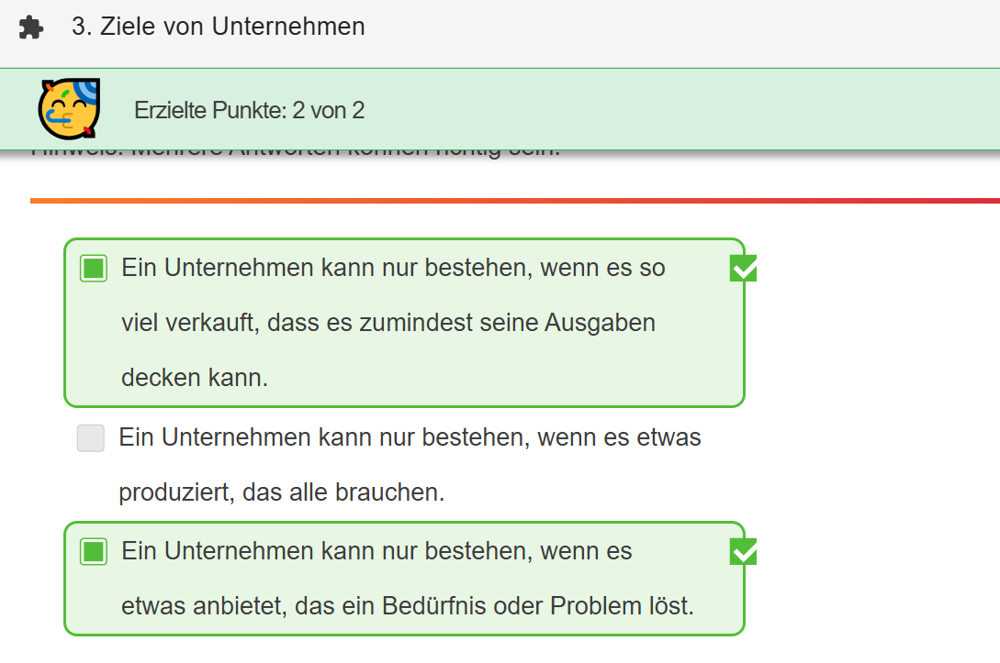 3. Ziele von Unternehmen
Erzielte Punkte: 2 von 2
Hinweis: Mehrere Antworten können richtig sein.
Ein Unternehmen kann nur bestehen, wenn es so
viel verkauft, dass es zumindest seine Ausgaben
decken kann.
Ein Unternehmen kann nur bestehen, wenn es etwas
produziert, das alle brauchen.
Ein Unternehmen kann nur bestehen, wenn es
etwas anbietet, das ein Bedürfnis oder Problem löst.